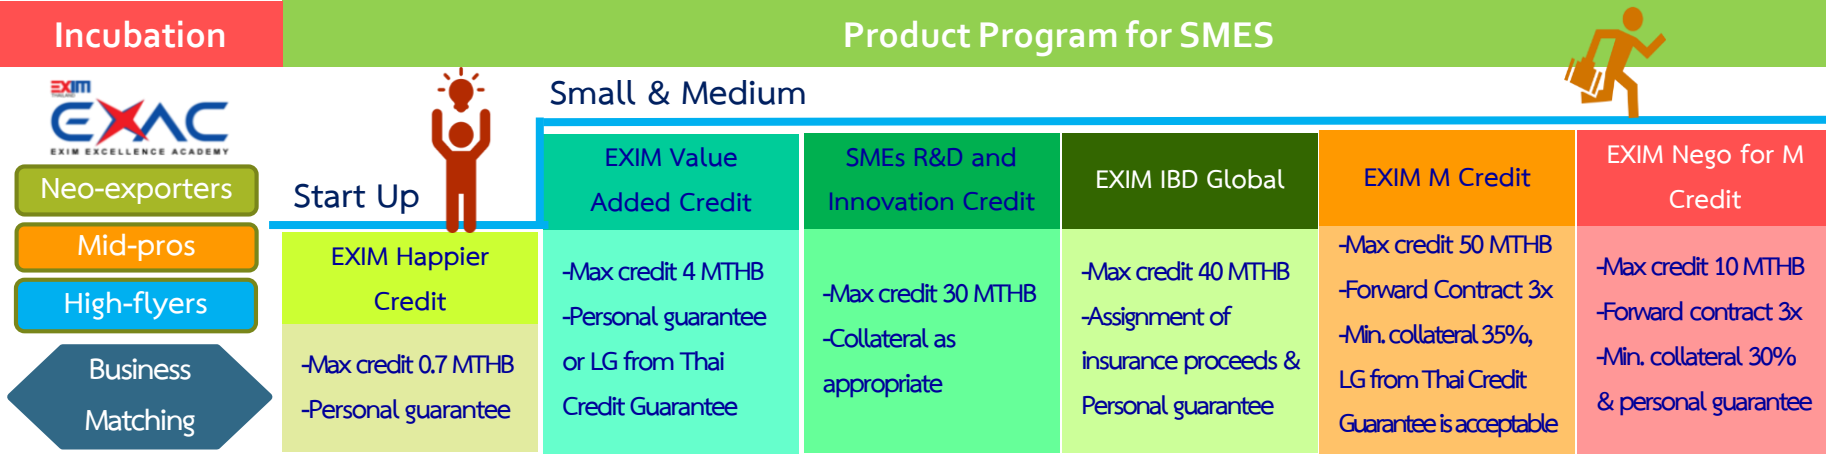 Incubation
Product Program for SMES
EXIM
THAILAND
EXAC
EXIM EXCELLENCE ACADEMY
Neo-exporters
Mid-pros
High-flyers
Business
Matching
Start Up
Small & Medium
EXIM Happier
Credit
-Max credit 0.7 MTHB
-Personal guarantee
EXIM Value
Added Credit
-Max credit 4 MTHB
-Personal guarantee
or LG from Thai
Credit Guarantee
SMEs R&D and
Innovation Credit
-Max credit 30 MTHB
-Collateral as
appropriate
EXIM IBD Global
-Max credit 40 MTHB
-Assignment of
insurance proceeds &
Personal guarantee
EXIM M Credit
-Max credit 50 MTHB
-Forward Contract 3x
-Min. collateral 35%,
LG from Thai Credit
Guarantee is acceptable
EXIM Nego for M
Credit
-Max credit 10 MTHB
-Forward contract 3x
-Min. collateral 30%
& personal guarantee